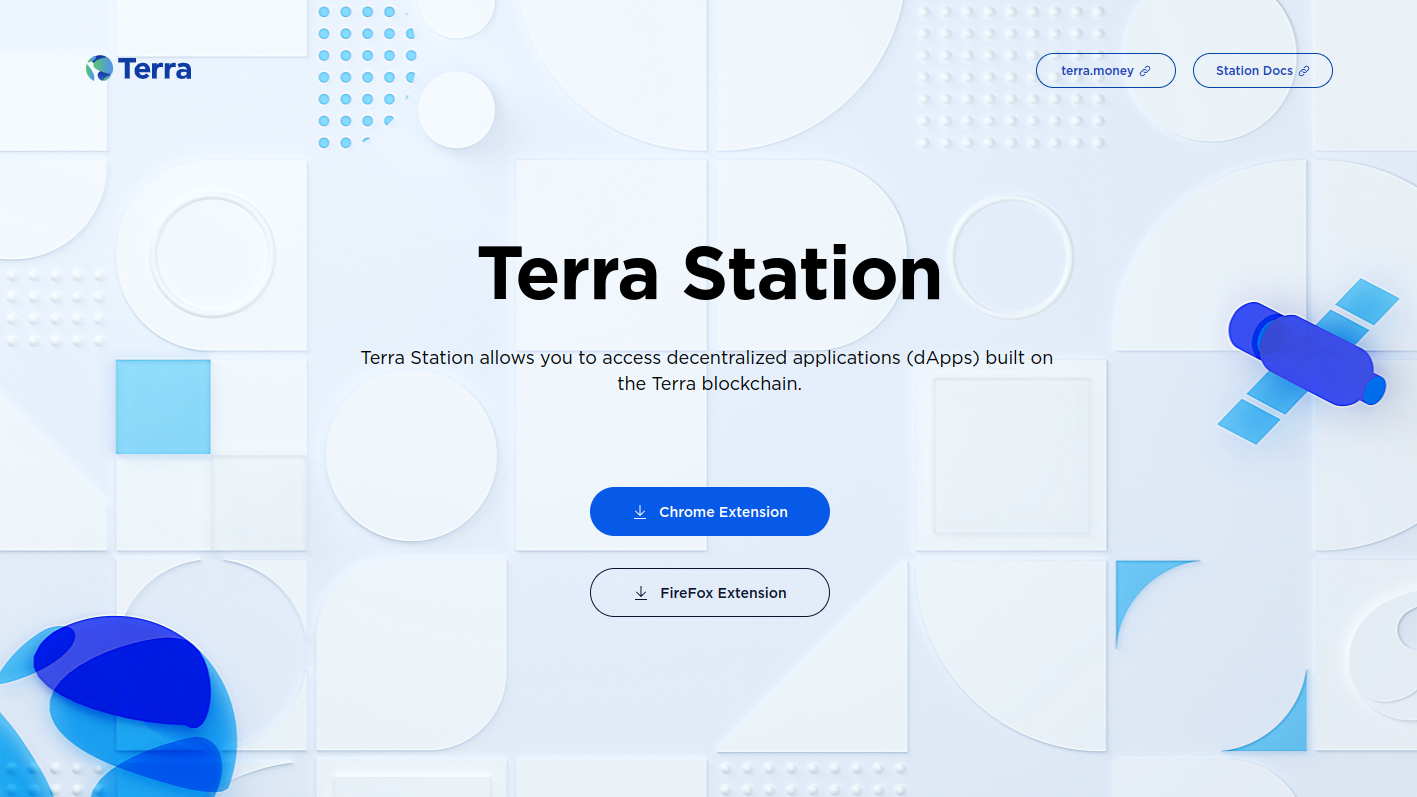 Terra
terra.money
Station Docs
Terra Station
Terra Station allows you to access decentralized applications (dApps) built on
the Terra blockchain.
Chrome Extension
FireFox Extension